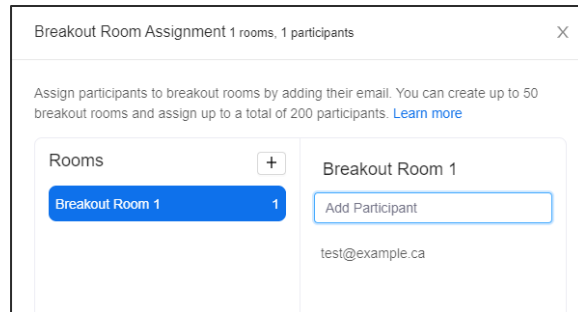 Breakout Room Assignment 1 rooms, 1 participants
Assign participants to breakout rooms by adding their email. You can create up to 50
breakout rooms and assign up to a total of 200 participants. Learn more
Rooms
+
Breakout Room 1 1
Breakout Room 1
Add Participant
test@example.ca